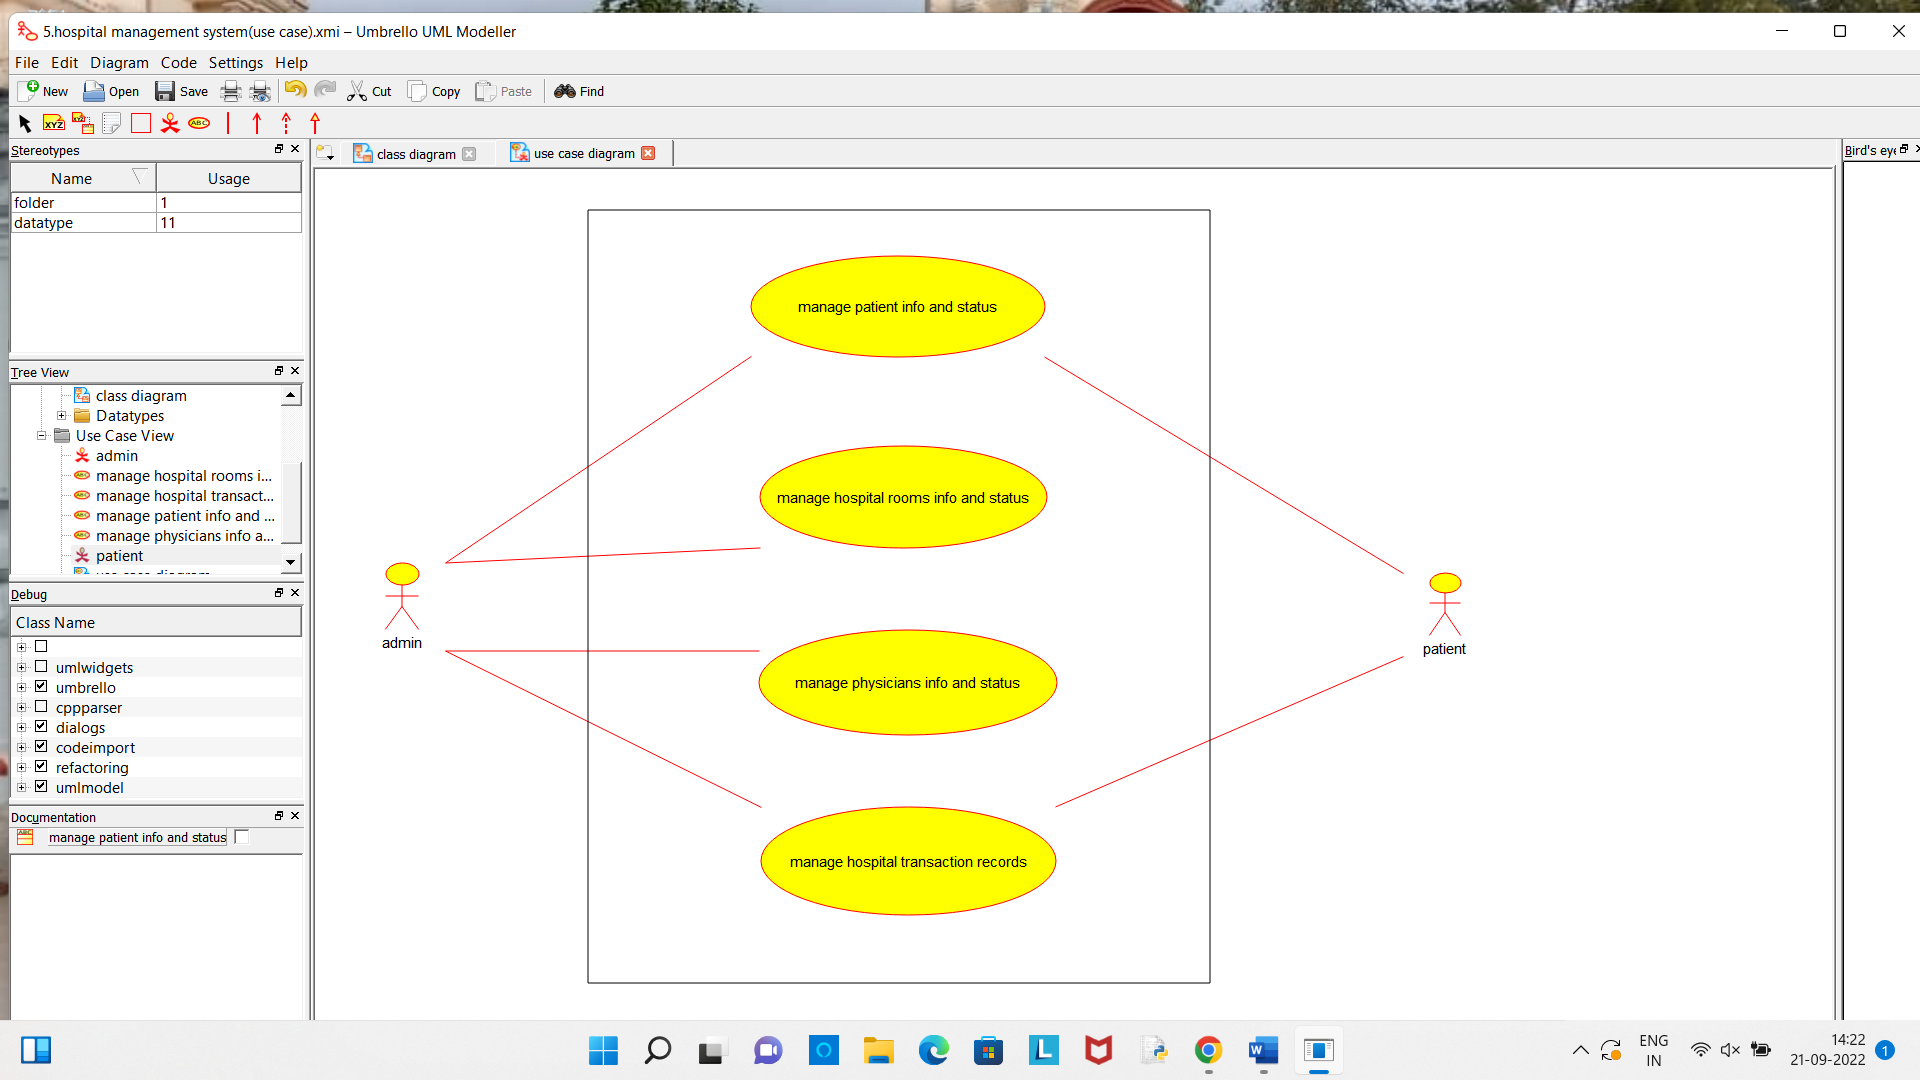 5.hospital management system(use case).xmi – Umbrello UML Modeller
File Edit Diagram Code Settings Help
New Open Save Cut Copy Paste Find
XYZ ABC
Stereotypes
Name Usage
folder 1
datatype 11
Tree View
class diagram
Datatypes
Use Case View
admin
manage hospital rooms i...
manage hospital transact...
manage patient info and ...
manage physicians info a...
patient
use case diagram
Debug
Class Name
umlwidgets
umbrello
cppparser
dialogs
codeimport
refactoring
umlmodel
Documentation
manage patient info and status
class diagram
use case diagram
manage patient info and status
manage hospital rooms info and status
manage physicians info and status
manage hospital transaction records
admin
patient
Bird's eye
ENG
IN
14:22
21-09-2022
1